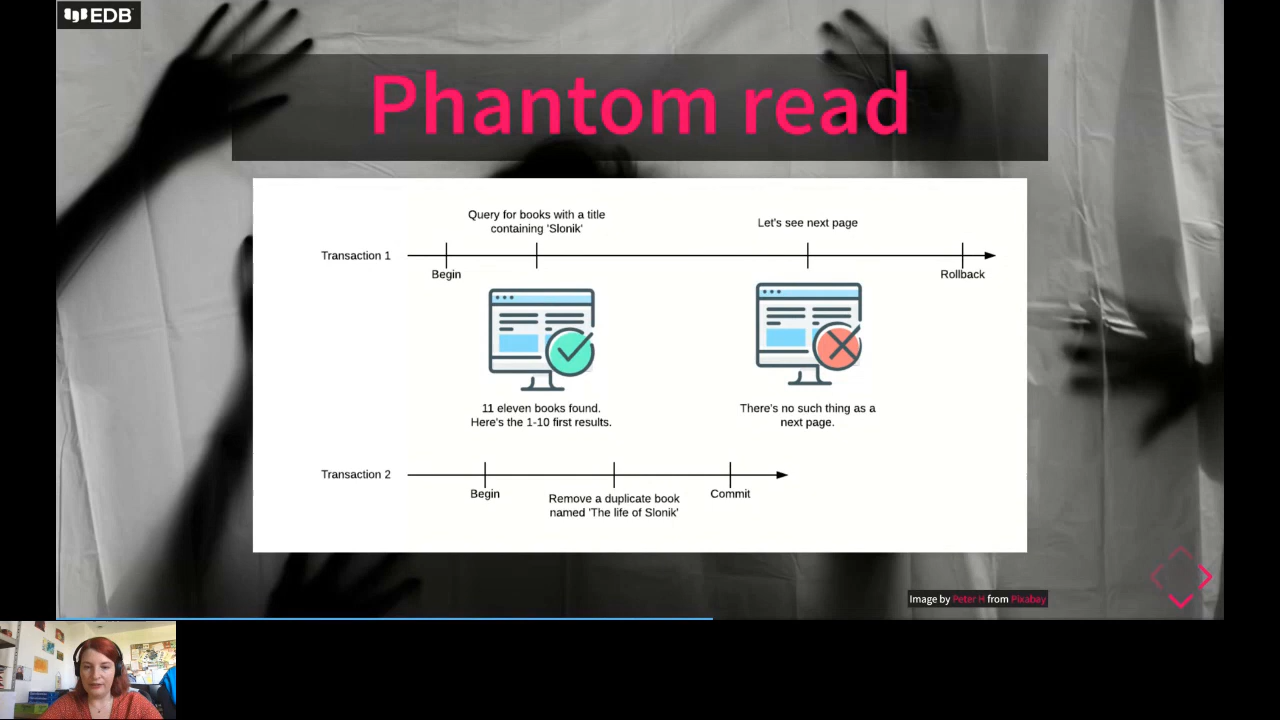 EDB
Phantom read
Query for books with a title
containing 'Slonik'
Let's see next page
Transaction 1
Begin
Rollback
11 eleven books found.
Here's the 1-10 first results.
There's no such thing as a
next page.
Transaction 2
Begin
Remove a duplicate book
named 'The life of Slonik'
Commit
Image by Peter H from Pixabay